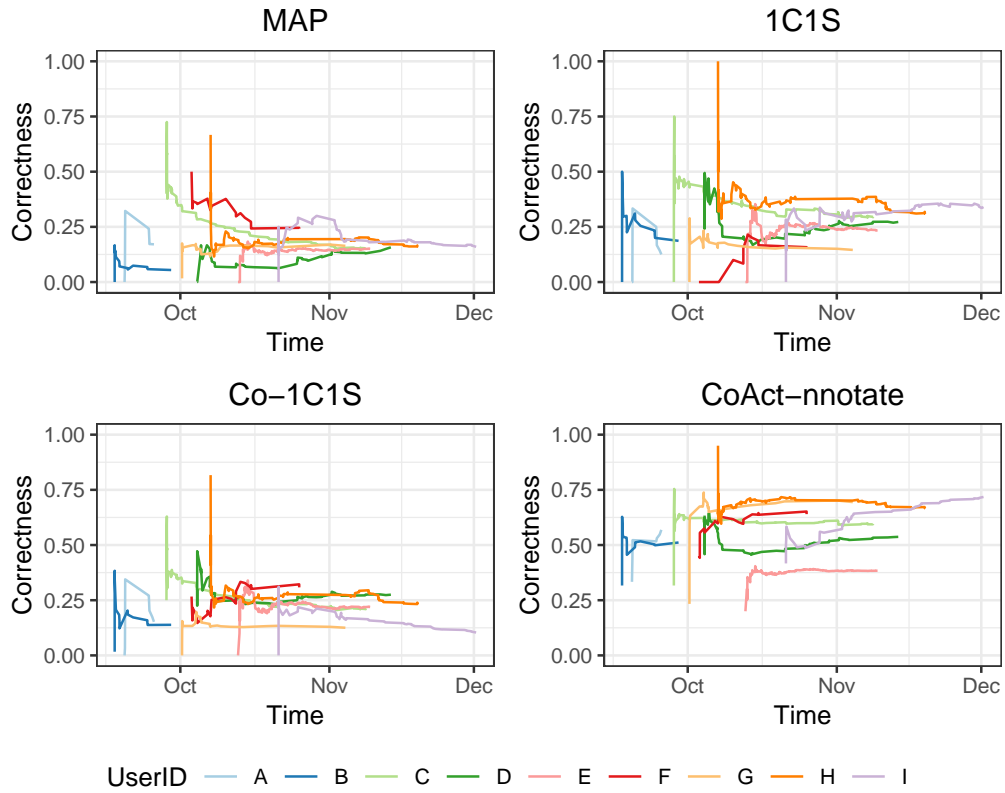 MAP
1.00
0.75
0.50
0.25
0.00
Correctness
Oct
Nov
Dec
Time
1C1S
1.00
0.75
0.50
0.25
0.00
Correctness
Oct
Nov
Dec
Time
Co−1C1S
1.00
0.75
0.50
0.25
0.00
Correctness
Oct
Nov
Dec
Time
CoAct−nnotate
1.00
0.75
0.50
0.25
0.00
Correctness
Oct
Nov
Dec
Time
UserID A B C D E F G H I